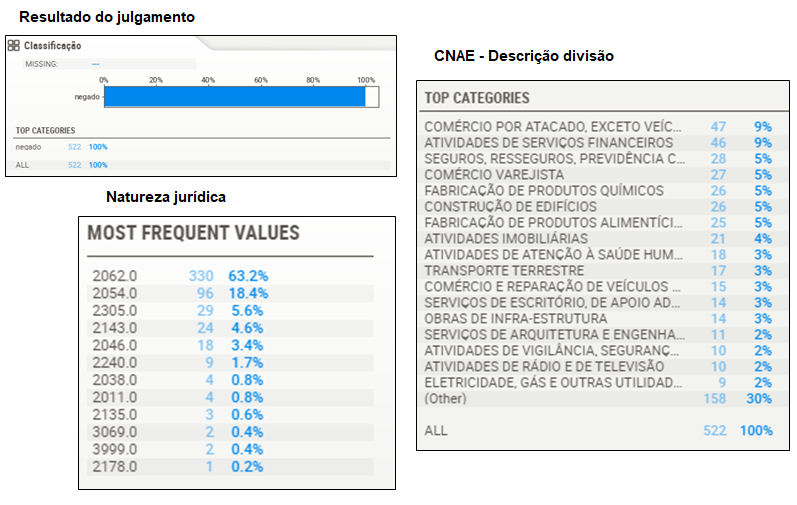 Resultado do julgamento
Classificação
MISSING: ---
0% 20% 40% 60% 80% 100%
negado
TOP CATEGORIES
negado 522 100%
ALL 522 100%
Natureza jurídica
MOST FREQUENT VALUES
2062.0 330 63.2%
2054.0 96 18.4%
2305.0 29 5.6%
2143.0 24 4.6%
2046.0 18 3.4%
2240.0 9 1.7%
2038.0 4 0.8%
2011.0 4 0.8%
2135.0 3 0.6%
3069.0 2 0.4%
3999.0 2 0.4%
2178.0 1 0.2%
CNAE - Descrição divisão
TOP CATEGORIES
COMÉRCIO POR ATACADO, EXCETO VEÍC... 47 9%
ATIVIDADES DE SERVIÇOS FINANCEIROS 46 9%
SEGUROS, RESSEGUROS, PREVIDÊNCIA C... 28 5%
COMÉRCIO VAREJISTA 27 5%
FABRICAÇÃO DE PRODUTOS QUÍMICOS 26 5%
CONSTRUÇÃO DE EDIFÍCIOS 26 5%
FABRICAÇÃO DE PRODUTOS ALIMENTÍCI... 25 5%
ATIVIDADES IMOBILIÁRIAS 21 4%
ATIVIDADES DE ATENÇÃO À SAÚDE HUM... 18 3%
TRANSPORTE TERRESTRE 17 3%
COMÉRCIO E REPARAÇÃO DE VEÍCULOS ... 15 3%
SERVIÇOS DE ESCRITÓRIO, DE APOIO AD... 14 3%
OBRAS DE INFRA-ESTRUTURA 14 3%
SERVIÇOS DE ARQUITETURA E ENGENHA... 11 2%
ATIVIDADES DE VIGILÂNCIA, SEGURANÇ... 10 2%
ATIVIDADES DE RÁDIO E DE TELEVISÃO 10 2%
ELETRICIDADE, GÁS E OUTRAS UTILIDAD... 9 2%
(Other) 158 30%
ALL 522 100%